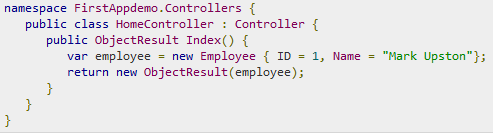 namespace FirstAppdemo.Controllers {
public class HomeController : Controller {
public ObjectResult Index() {
var employee = new Employee { ID = 1, Name = "Mark Upston"};
return new ObjectResult(employee);
}
}
}